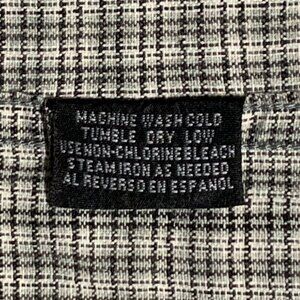 MACHINE WASH COLD
TUMBLE DRY LOW
USE NON-CHLORINE BLEACH
STEAM IRON AS NEEDED
AL REVERSO EN ESPANOL